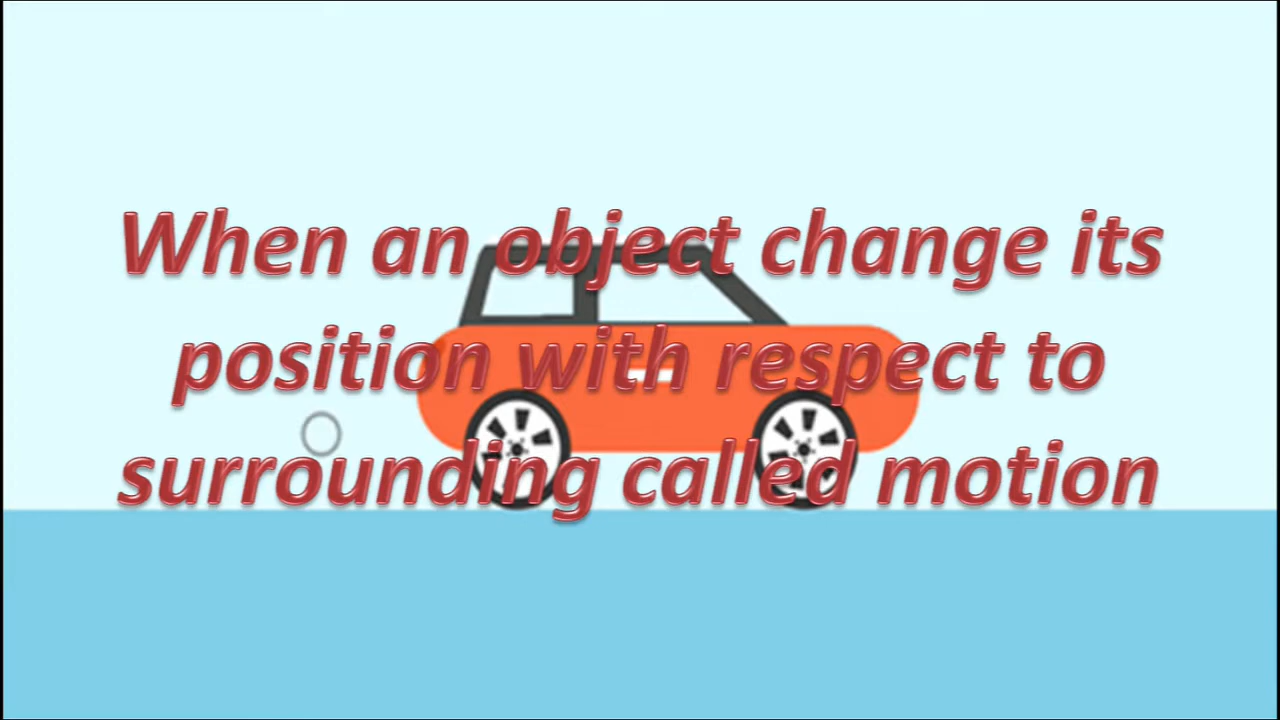 When an object change its
position with respect to
surrounding called motion